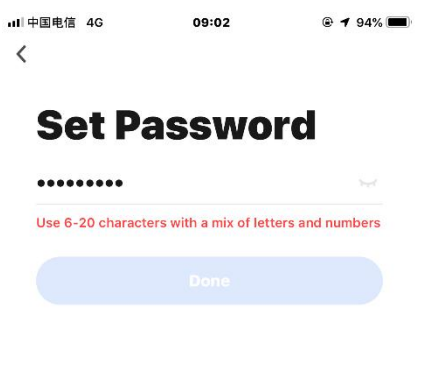 中国电信 4G 09:02 94%
Set Password
•••••••••
Use 6-20 characters with a mix of letters and numbers
Done